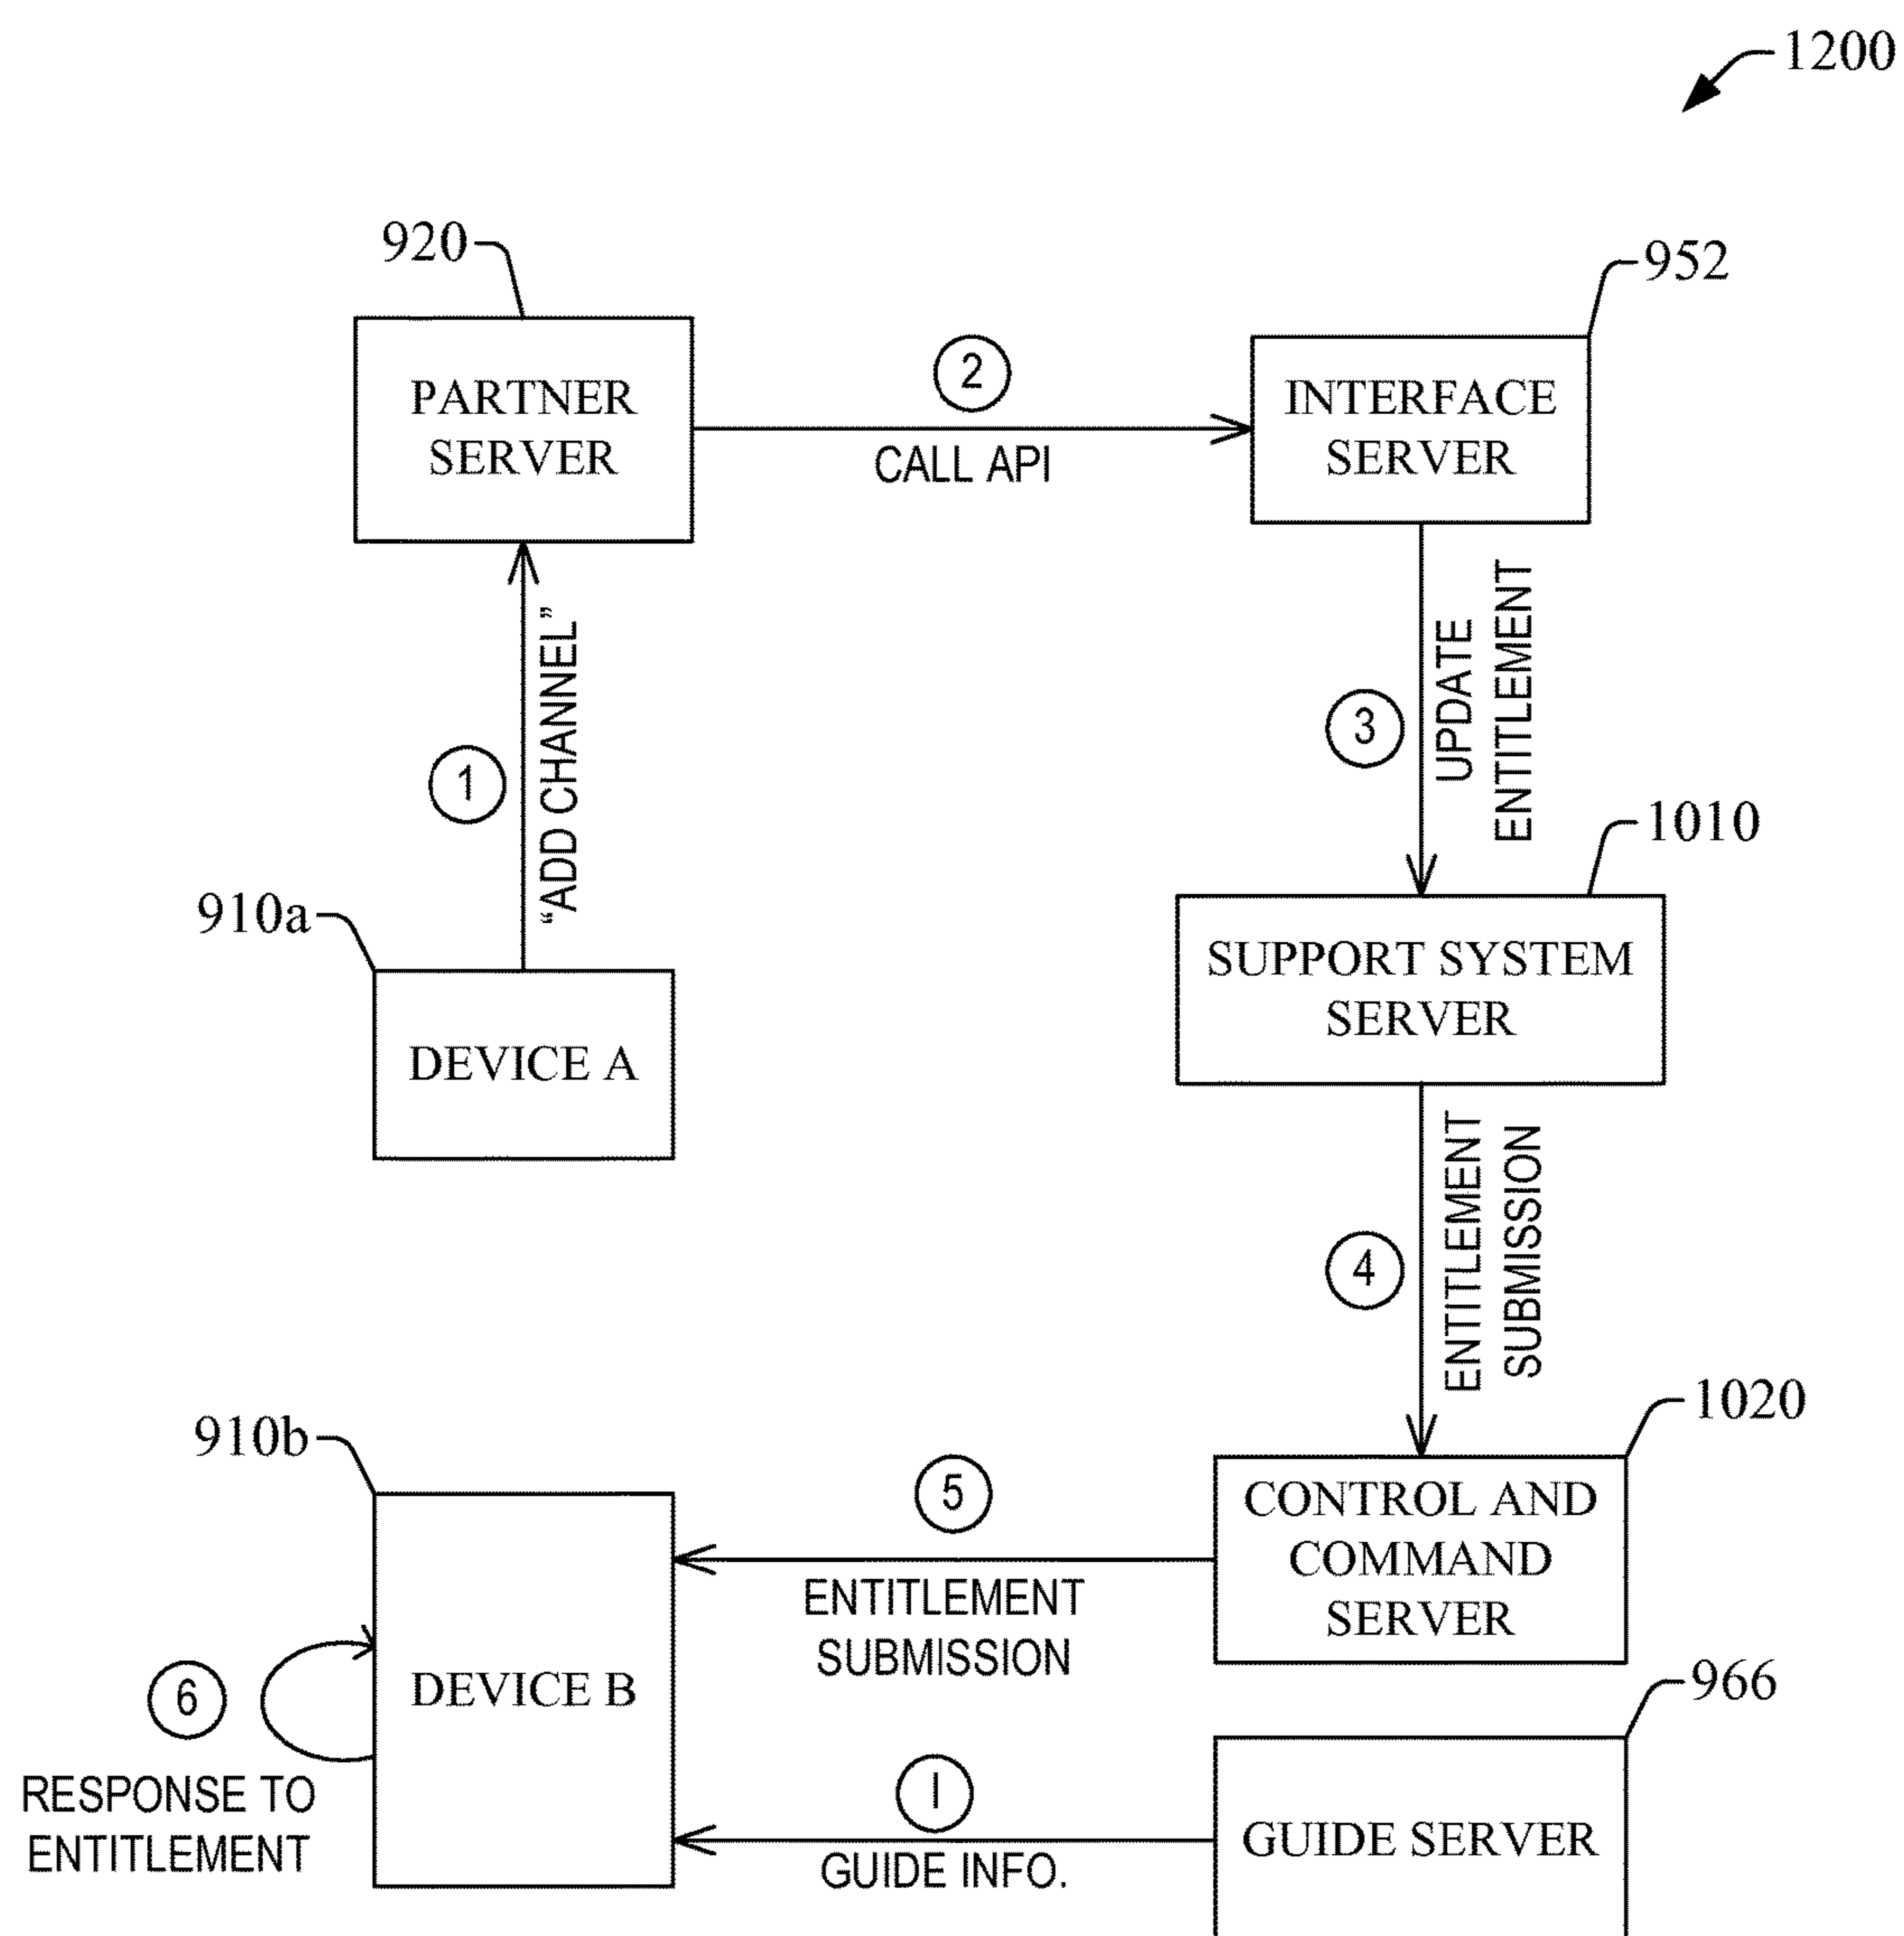 1200
920
952
PARTNER
SERVER
2
CALL API
INTERFACE
SERVER
1
“ADD CHANNEL”
3
UPDATE
ENTITLEMENT
910a
DEVICE A
1010
SUPPORT SYSTEM
SERVER
4
ENTITLEMENT
SUBMISSION
910b
1020
5
ENTITLEMENT
SUBMISSION
CONTROL AND
COMMAND
SERVER
DEVICE B
6
RESPONSE TO
ENTITLEMENT
966
I
GUIDE INFO.
GUIDE SERVER